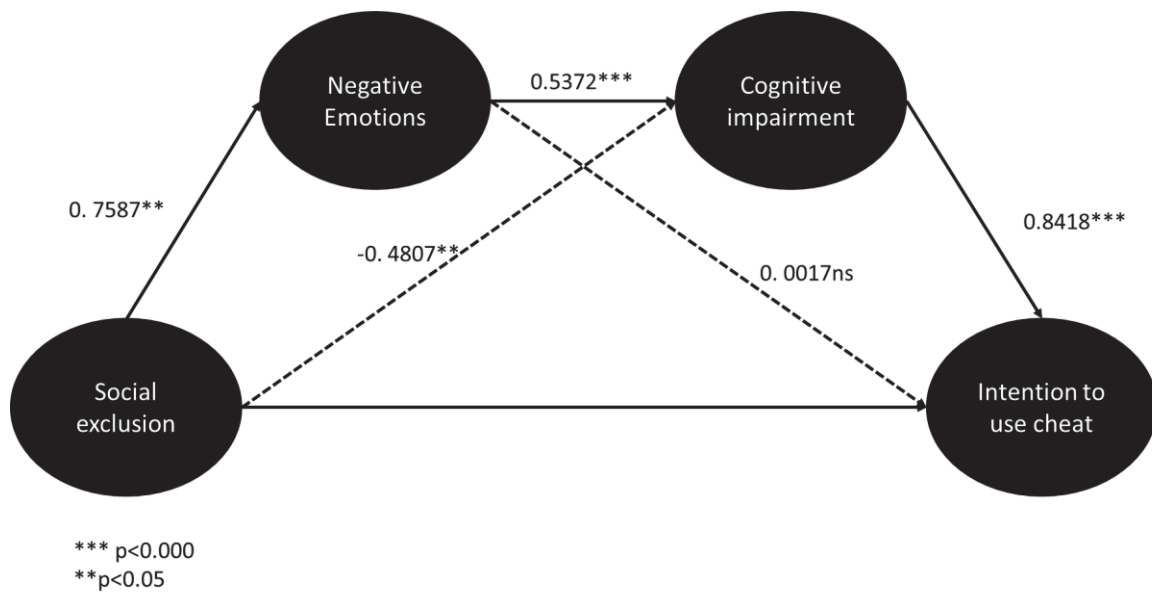 Negative
Emotions
0.5372***
Cognitive
impairment
0. 7587**
-0. 4807**
0. 0017ns
0.8418***
Social
exclusion
Intention to
use cheat
*** p<0.000
**p<0.05